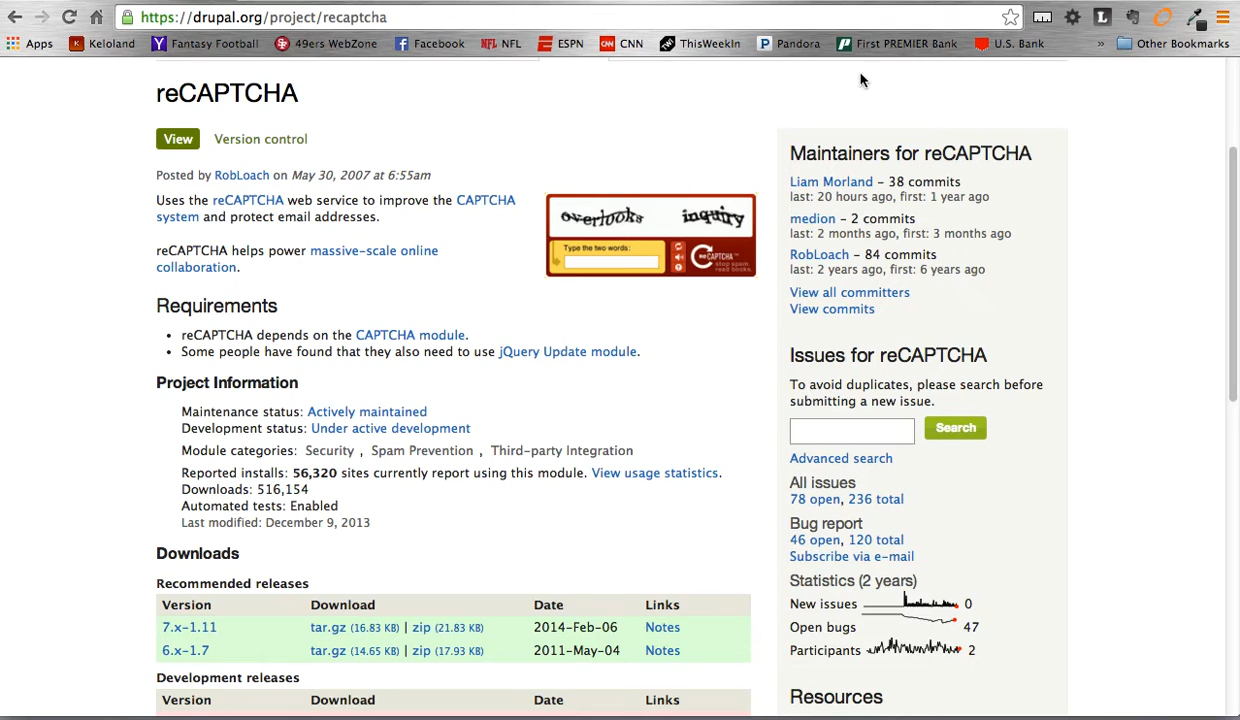 https://drupal.org/project/recaptcha
Apps Keloland Fantasy Football 49ers WebZone Facebook NFL NFL ESPN CNN CNN ThisWeekIn Pandora First PREMIER Bank U.S. Bank » Other Bookmarks
reCAPTCHA
View Version control
Posted by RobLoach on May 30, 2007 at 6:55am
Uses the reCAPTCHA web service to improve the CAPTCHA
system and protect email addresses.
reCAPTCHA helps power massive-scale online
collaboration.
overlooks inquiry
Type the two words:
reCAPTCHA™
stop spam.
read books.
Requirements
• reCAPTCHA depends on the CAPTCHA module.
• Some people have found that they also need to use jQuery Update module.
Project Information
Maintenance status: Actively maintained
Development status: Under active development
Module categories: Security , Spam Prevention , Third-party Integration
Reported installs: 56,320 sites currently report using this module. View usage statistics.
Downloads: 516,154
Automated tests: Enabled
Last modified: December 9, 2013
Downloads
Recommended releases
Version Download Date Links
7.x-1.11 tar.gz (16.83 KB) | zip (21.83 KB) 2014-Feb-06 Notes
6.x-1.7 tar.gz (14.65 KB) | zip (17.93 KB) 2011-May-04 Notes
Development releases
Version Download Date Links
Maintainers for reCAPTCHA
Liam Morland – 38 commits
last: 20 hours ago, first: 1 year ago
medion – 2 commits
last: 2 months ago, first: 3 months ago
RobLoach – 84 commits
last: 2 years ago, first: 6 years ago
View all committers
View commits
Issues for reCAPTCHA
To avoid duplicates, please search before
submitting a new issue.
Search
Advanced search
All issues
78 open, 236 total
Bug report
46 open, 120 total
Subscribe via e-mail
Statistics (2 years)
New issues 0
Open bugs 47
Participants 2
Resources